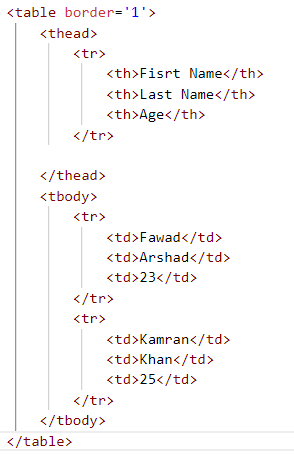 <table border='1'>
<thead>
<tr>
<th>Fisrt Name</th>
<th>Last Name</th>
<th>Age</th>
</tr>
</thead>
<tbody>
<tr>
<td>Fawad</td>
<td>Arshad</td>
<td>23</td>
</tr>
<tr>
<td>Kamran</td>
<td>Khan</td>
<td>25</td>
</tr>
</tbody>
</table>